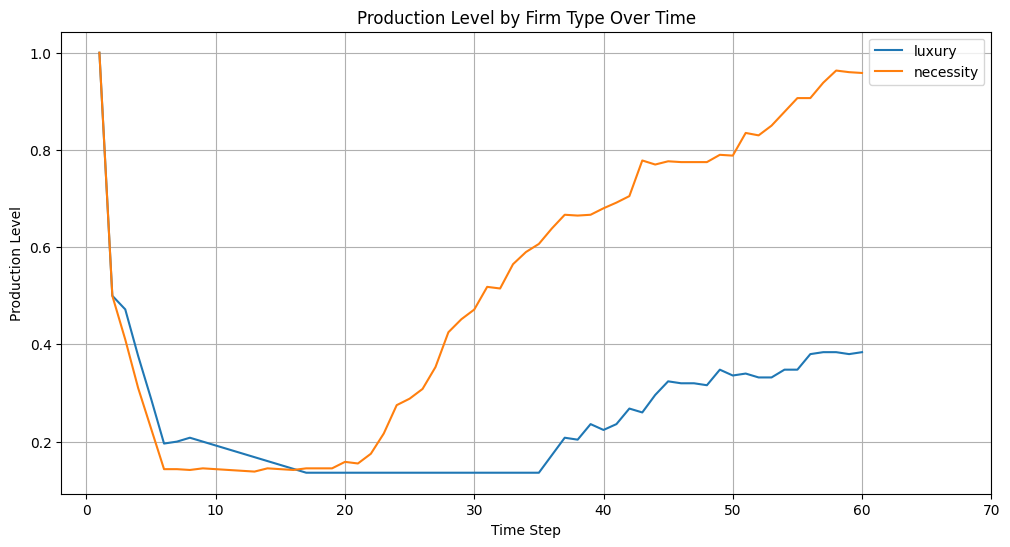 Production Level by Firm Type Over Time
luxury
necessity
Production Level
1.0
0.8
0.6
0.4
0.2
0 10 20 30 40 50 60 70
Time Step